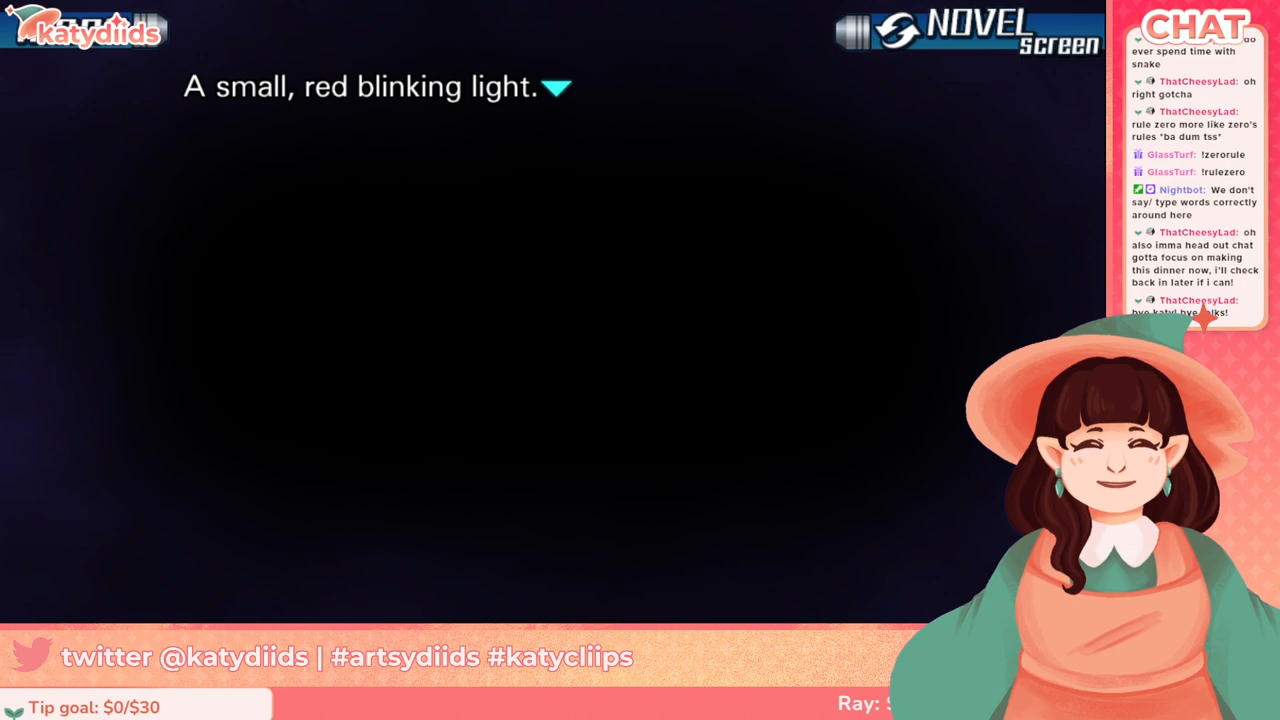 katydiids
NOVEL
Screen
CHAT
A small, red blinking light.
ever spend time with
snake
ThatCheesyLad: oh
right gotcha
ThatCheesyLad:
rule zero more like zero's
rules *ba dum tss*
GlassTurf: !zerorule
GlassTurf: !rulezero
Nightbot: We don't
say/ type words correctly
around here
ThatCheesyLad: oh
also imma head out chat
gotta focus on making
this dinner now, i'll check
back in later if i can!
ThatCheesyLad:
bye katy! bye
twitter @katydiids | #artsydiids #katycliips
Tip goal: $0/$30
Ray: